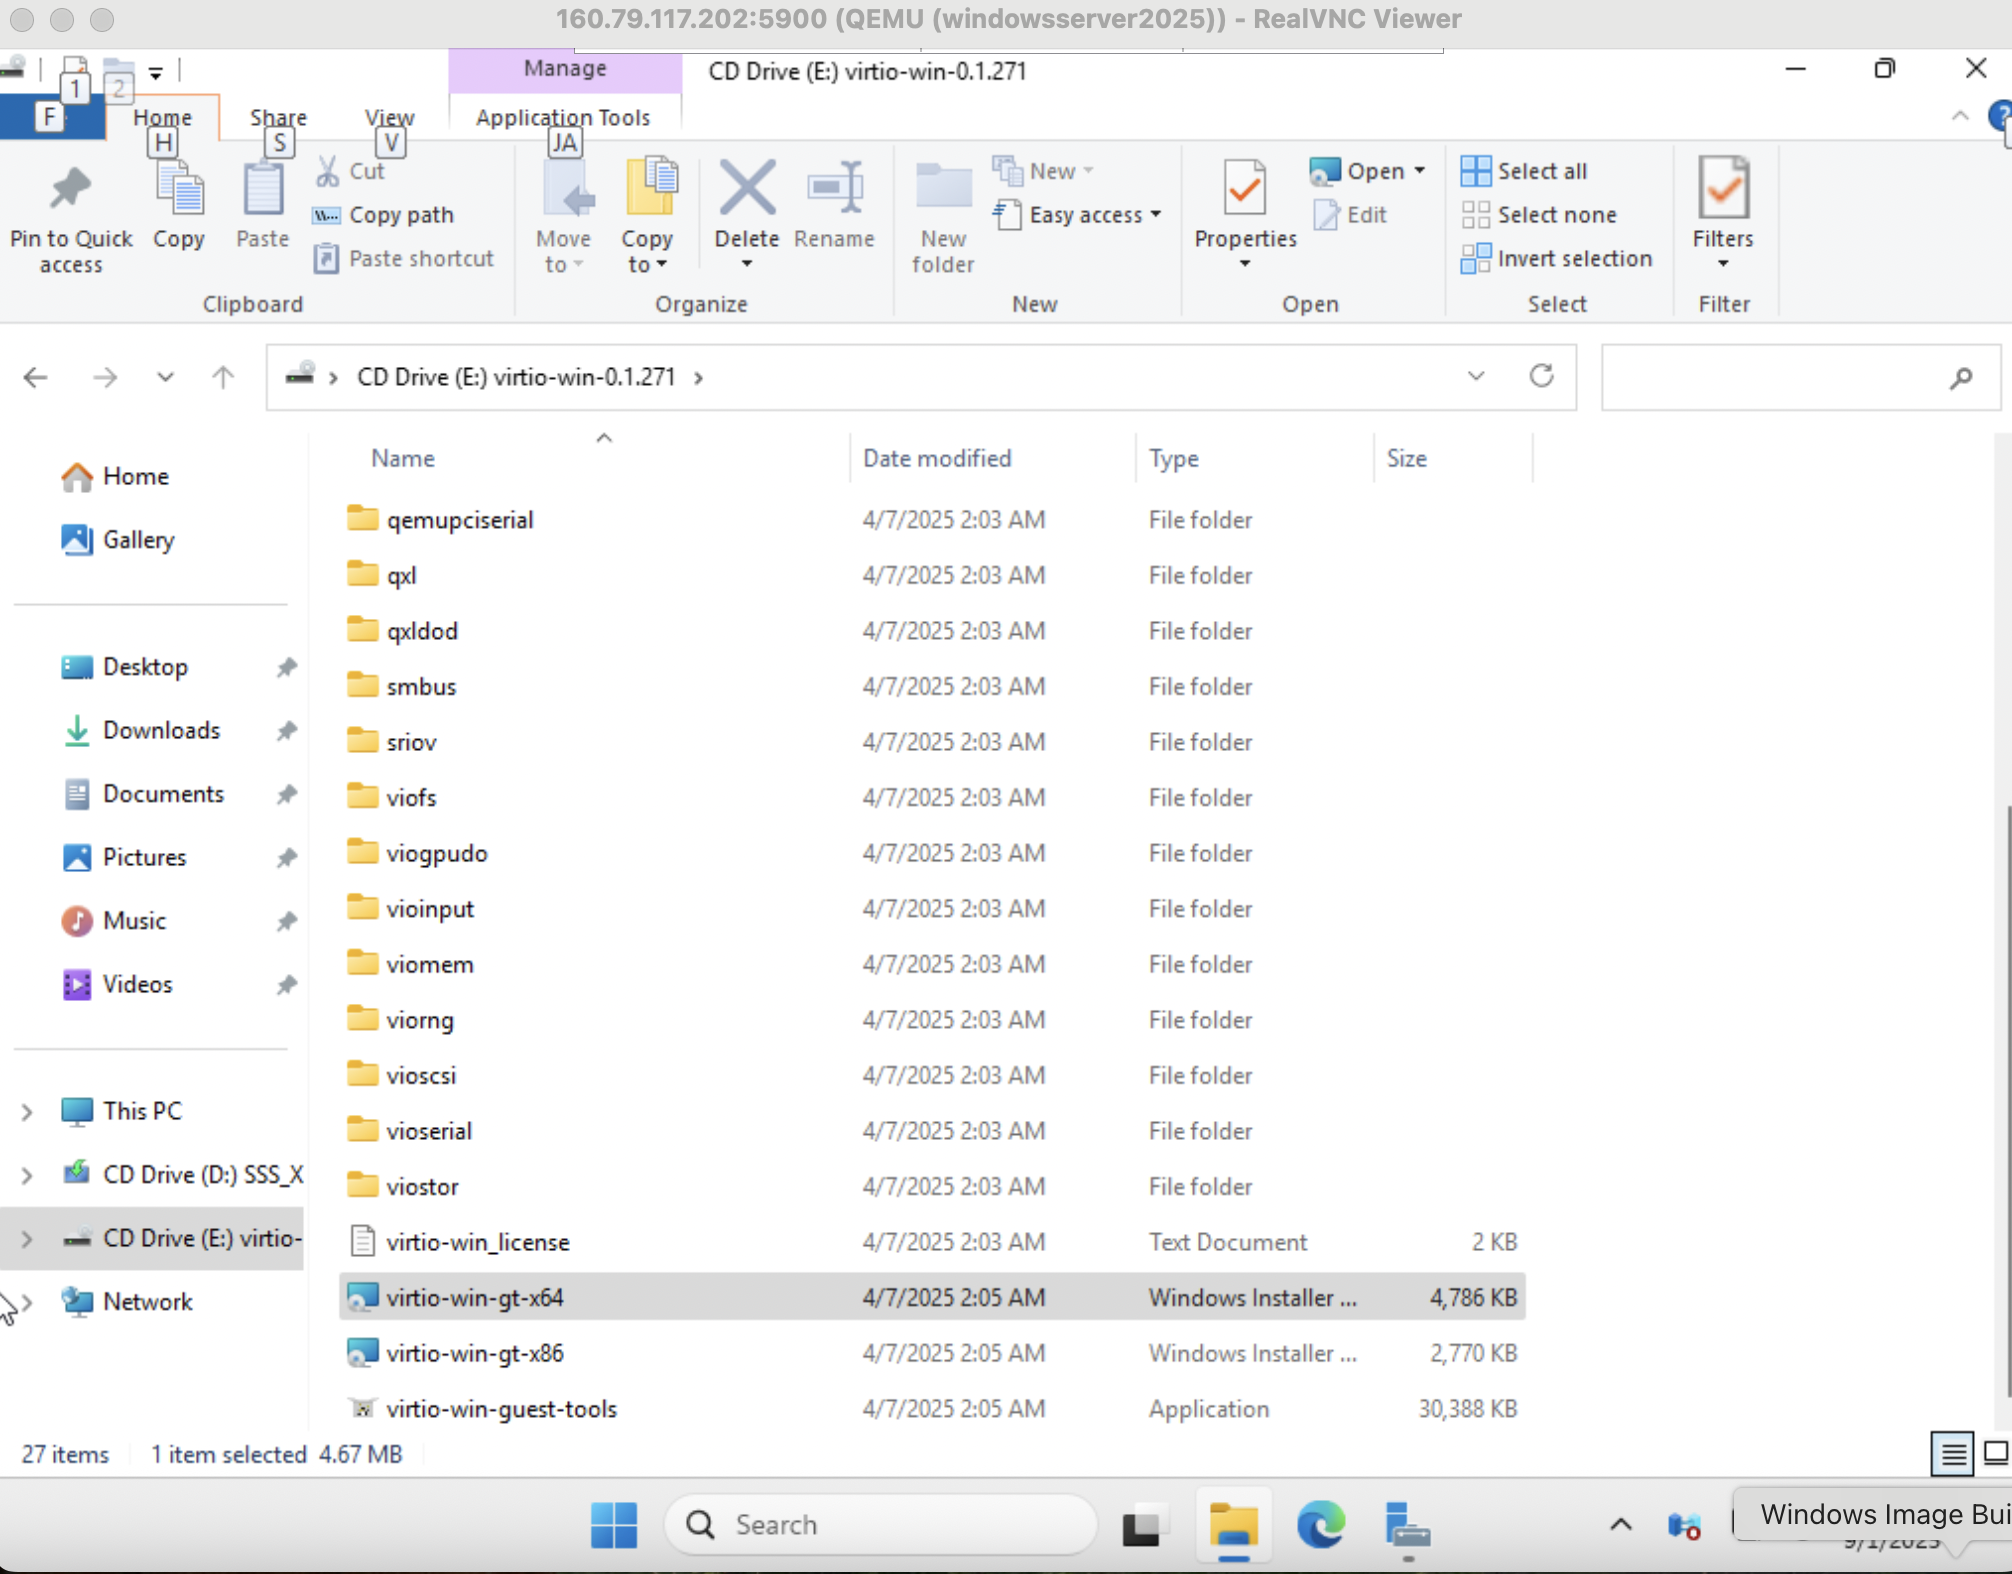 160.79.117.202:5900 (QEMU (windowsserver2025)) - RealVNC Viewer
1
2
Manage
CD Drive (E:) virtio-win-0.1.271
F
Home
Share
View
Application Tools
H
S
V
JA
Pin to Quick access
Copy
Paste
Cut
Copy path
Paste shortcut
Clipboard
Move to
Copy to
Delete
Rename
Organize
New folder
New
Easy access
New
Properties
Open
Edit
Open
Select all
Select none
Invert selection
Select
Filters
Filter
CD Drive (E:) virtio-win-0.1.271
Home
Gallery
Desktop
Downloads
Documents
Pictures
Music
Videos
This PC
CD Drive (D:) SSS_X
CD Drive (E:) virtio-
Network
Name Date modified Type Size
qemupciserial 4/7/2025 2:03 AM File folder
qxl 4/7/2025 2:03 AM File folder
qxldod 4/7/2025 2:03 AM File folder
smbus 4/7/2025 2:03 AM File folder
sriov 4/7/2025 2:03 AM File folder
viofs 4/7/2025 2:03 AM File folder
viogpudo 4/7/2025 2:03 AM File folder
vioinput 4/7/2025 2:03 AM File folder
viomem 4/7/2025 2:03 AM File folder
viorng 4/7/2025 2:03 AM File folder
vioscsi 4/7/2025 2:03 AM File folder
vioserial 4/7/2025 2:03 AM File folder
viostor 4/7/2025 2:03 AM File folder
virtio-win_license 4/7/2025 2:03 AM Text Document 2 KB
virtio-win-gt-x64 4/7/2025 2:05 AM Windows Installer ... 4,786 KB
virtio-win-gt-x86 4/7/2025 2:05 AM Windows Installer ... 2,770 KB
virtio-win-guest-tools 4/7/2025 2:05 AM Application 30,388 KB
27 items 1 item selected 4.67 MB
Search
Windows Image Bui
9/1/2025